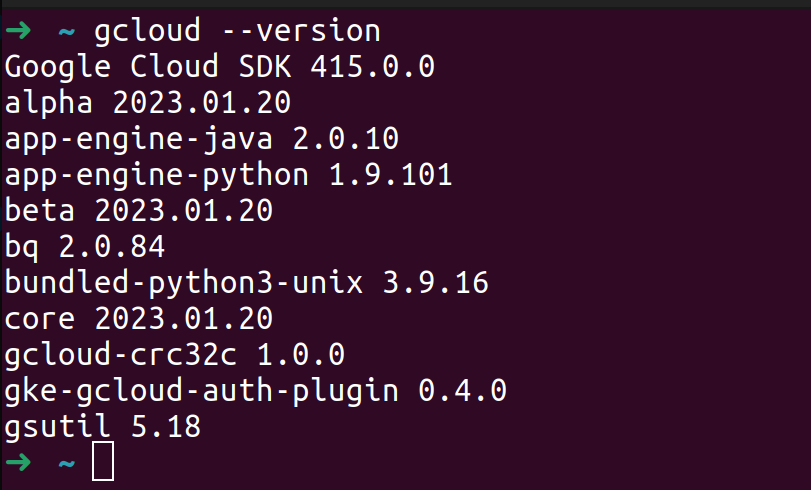 ➜ ~ gcloud --version
Google Cloud SDK 415.0.0
alpha 2023.01.20
app-engine-java 2.0.10
app-engine-python 1.9.101
beta 2023.01.20
bq 2.0.84
bundled-python3-unix 3.9.16
core 2023.01.20
gcloud-crc32c 1.0.0
gke-gcloud-auth-plugin 0.4.0
gsutil 5.18
➜ ~